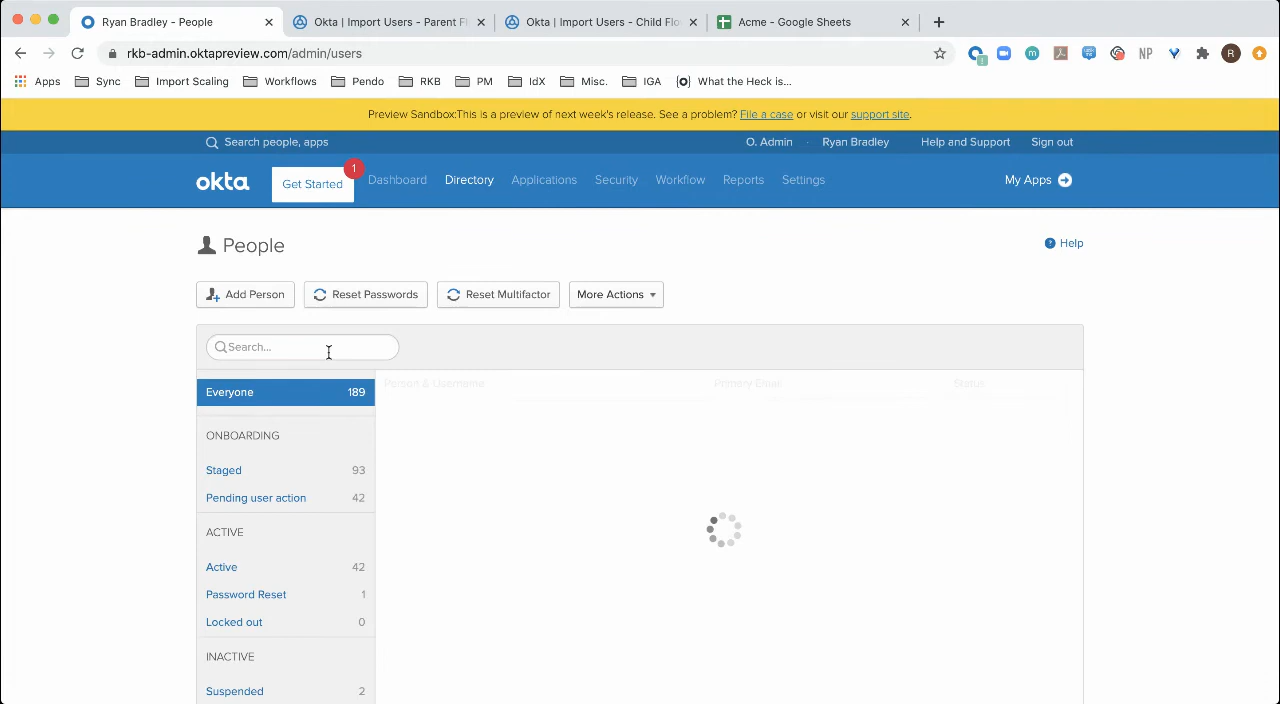 Ryan Bradley - People
Okta | Import Users - Parent Fl
Okta | Import Users - Child Flo
Acme - Google Sheets
rkb-admin.oktapreview.com/admin/users
NP
R
1
Apps
Sync
Import Scaling
Workflows
Pendo
RKB
PM
IdX
Misc.
IGA
What the Heck is...
Preview Sandbox:This is a preview of next week's release. See a problem? File a case or visit our support site.
Search people, apps
O. Admin · Ryan Bradley
Help and Support
Sign out
okta
Get Started
1
Dashboard
Directory
Applications
Security
Workflow
Reports
Settings
My Apps
People
? Help
Add Person
Reset Passwords
Reset Multifactor
More Actions
Search...
Everyone 189
Person & Username
Primary Email
Status
ONBOARDING
Staged 93
Pending user action 42
ACTIVE
Active 42
Password Reset 1
Locked out 0
INACTIVE
Suspended 2